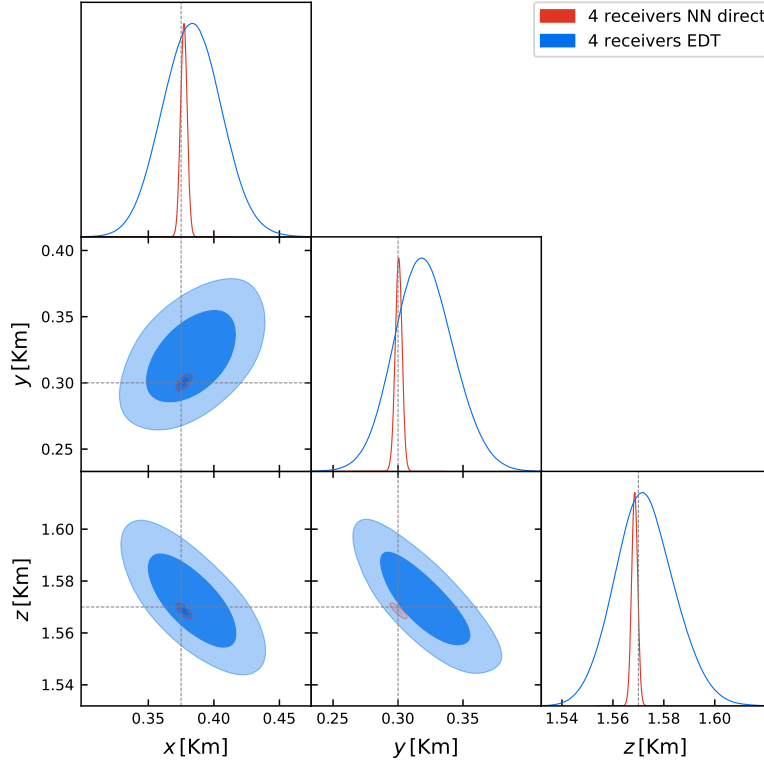 4 receivers NN direct
4 receivers EDT
0.40
0.35
0.30
0.25
y [Km]
1.60
1.58
1.56
1.54
z [Km]
0.35 0.40 0.45
0.25 0.30 0.35
1.54 1.56 1.58 1.60
x [Km]
y [Km]
z [Km]